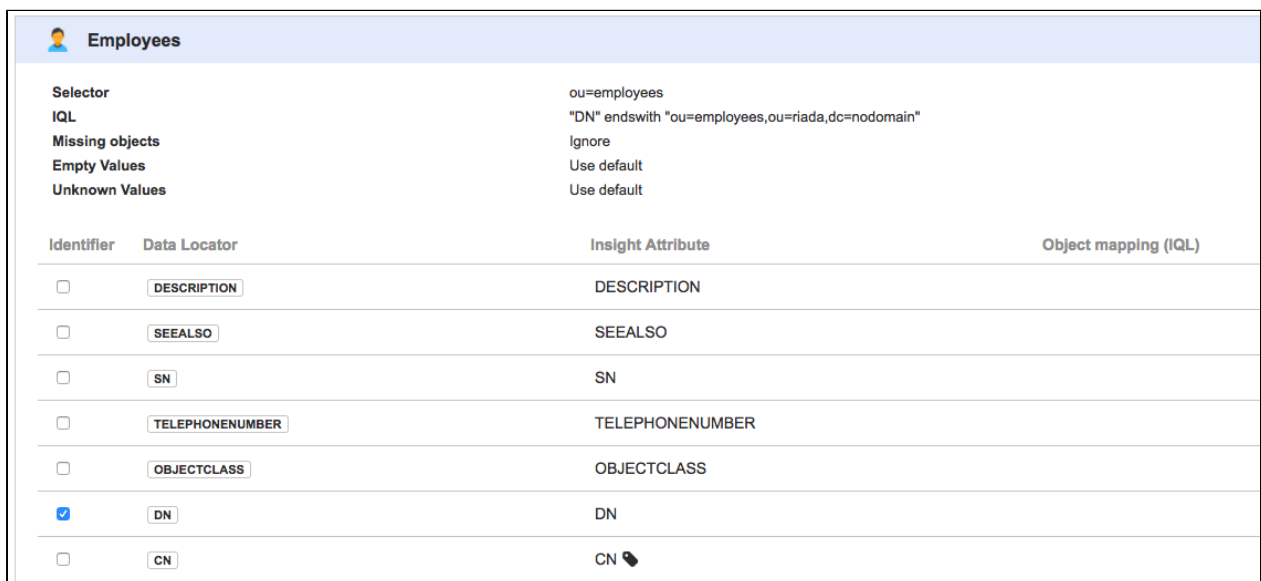 Employees
Selector ou=employees
IQL "DN" endswith "ou=employees,ou=riada,dc=nodomain"
Missing objects Ignore
Empty Values Use default
Unknown Values Use default
Identifier Data Locator Insight Attribute Object mapping (IQL)
DESCRIPTION DESCRIPTION
SEEALSO SEEALSO
SN SN
TELEPHONENUMBER TELEPHONENUMBER
OBJECTCLASS OBJECTCLASS
DN DN
CN CN